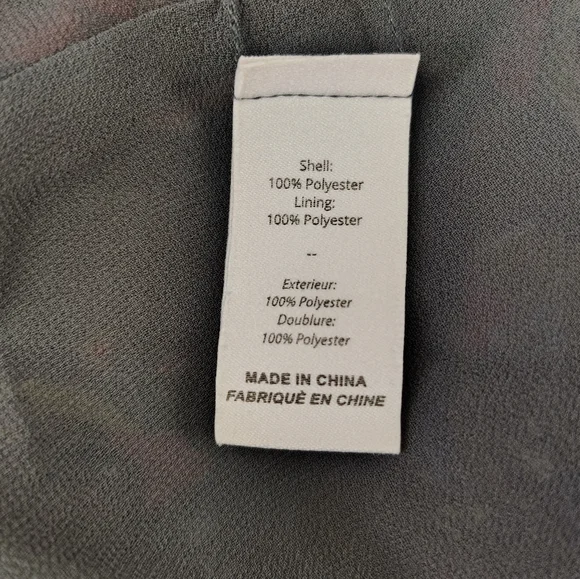 Shell:
100% Polyester
Lining:
100% Polyester
--
Exterieur:
100% Polyester
Doublure:
100% Polyester
MADE IN CHINA
FABRIQUÈ EN CHINE